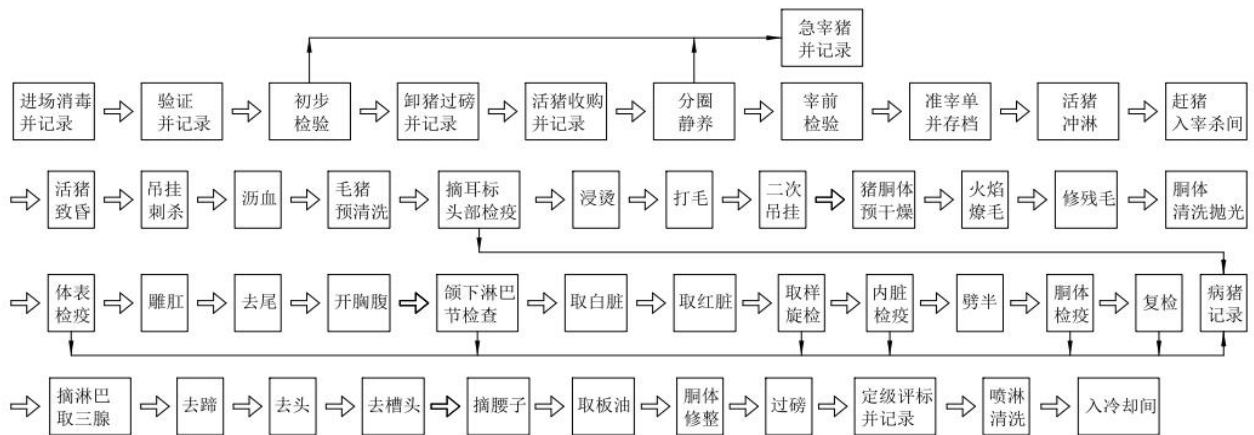 急宰猪
并记录
进场消毒
并记录
验证
并记录
初步
检验
卸猪过磅
并记录
活猪收购
并记录
分圈
静养
宰前
检验
准宰单
并存档
活猪
冲淋
赶猪
入宰杀间
活猪
致昏
吊挂
刺杀
沥血
毛猪
预清洗
摘耳标
头部检疫
浸烫
打毛
二次
吊挂
猪胴体
预干燥
火焰
燎毛
修残毛
胴体
清洗抛光
体表
检疫
雕肛
去尾
开胸腹
颌下淋巴
节检查
取白脏
取红脏
取样
旋检
内脏
检疫
劈半
胴体
检疫
复检
病猪
记录
摘淋巴
取三腺
去蹄
去头
去槽头
摘腰子
取板油
胴体
修整
过磅
定级评标
并记录
喷淋
清洗
入冷却间